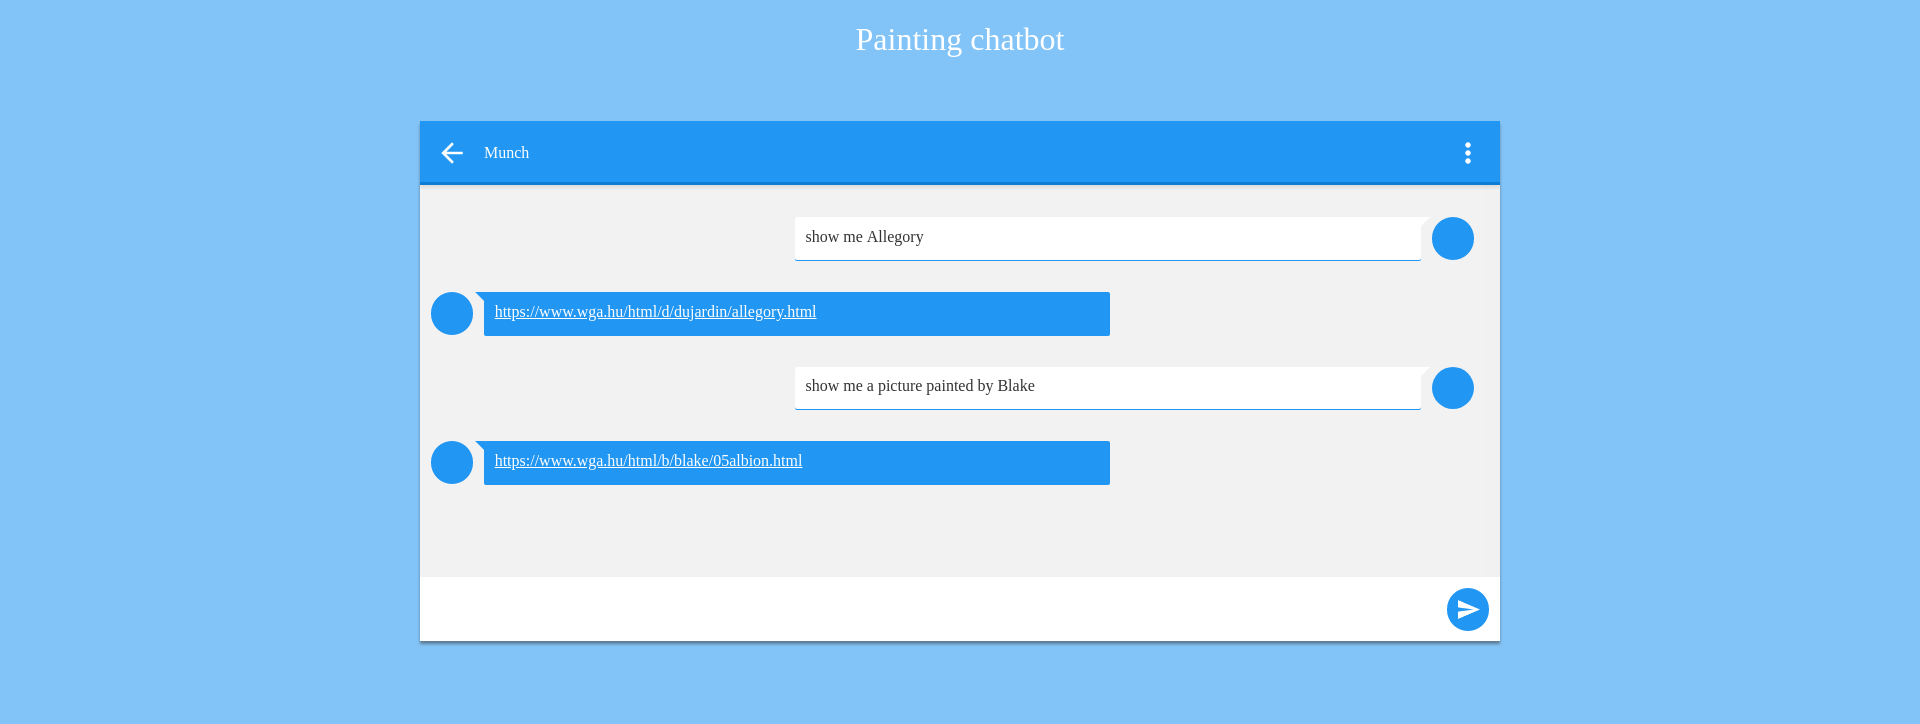 Painting chatbot
Munch
show me Allegory
https://www.wga.hu/html/d/dujardin/allegory.html
show me a picture painted by Blake
https://www.wga.hu/html/b/blake/05albion.html